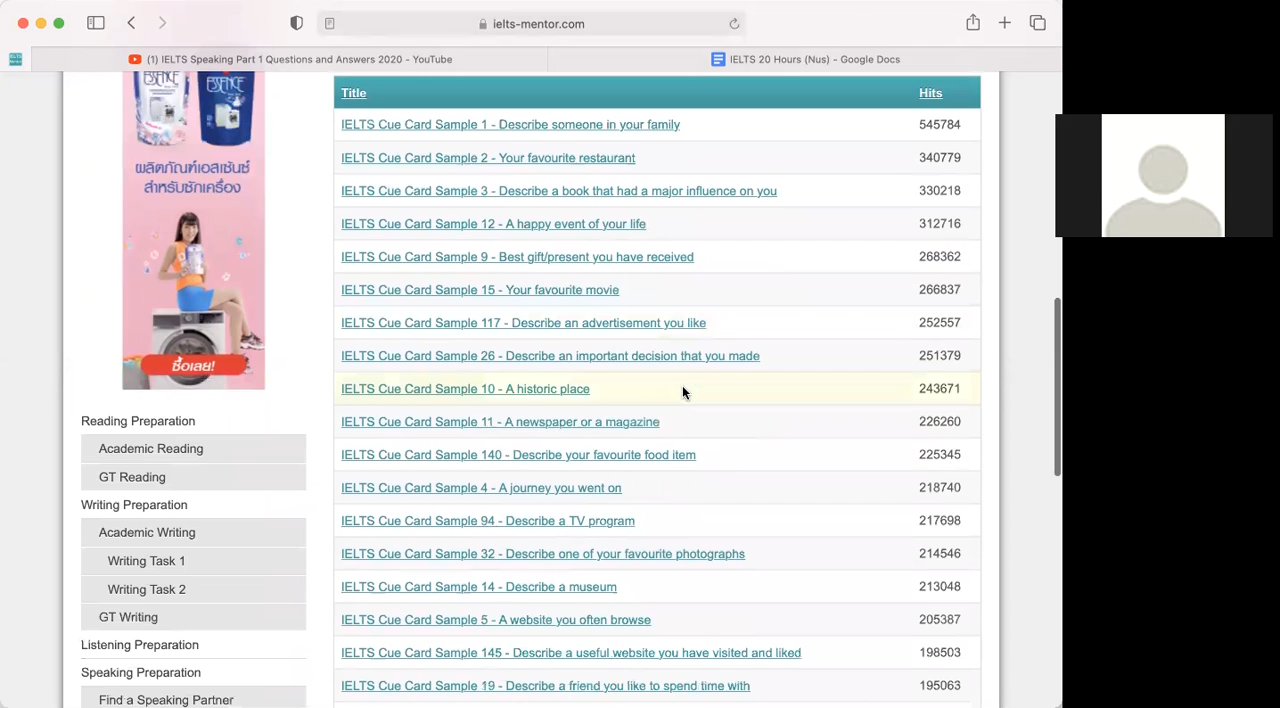 ielts-mentor.com
(1) IELTS Speaking Part 1 Questions and Answers 2020 - YouTube
IELTS 20 Hours (Nus) - Google Docs
ESSENCE
ESSENCE
ผลิตภัณฑ์เอสเซ้นซ์
สำหรับซักเครื่อง
ซื้อเลย!
Reading Preparation
Academic Reading
GT Reading
Writing Preparation
Academic Writing
Writing Task 1
Writing Task 2
GT Writing
Listening Preparation
Speaking Preparation
Find a Speaking Partner
Title Hits
IELTS Cue Card Sample 1 - Describe someone in your family 545784
IELTS Cue Card Sample 2 - Your favourite restaurant 340779
IELTS Cue Card Sample 3 - Describe a book that had a major influence on you 330218
IELTS Cue Card Sample 12 - A happy event of your life 312716
IELTS Cue Card Sample 9 - Best gift/present you have received 268362
IELTS Cue Card Sample 15 - Your favourite movie 266837
IELTS Cue Card Sample 117 - Describe an advertisement you like 252557
IELTS Cue Card Sample 26 - Describe an important decision that you made 251379
IELTS Cue Card Sample 10 - A historic place 243671
IELTS Cue Card Sample 11 - A newspaper or a magazine 226260
IELTS Cue Card Sample 140 - Describe your favourite food item 225345
IELTS Cue Card Sample 4 - A journey you went on 218740
IELTS Cue Card Sample 94 - Describe a TV program 217698
IELTS Cue Card Sample 32 - Describe one of your favourite photographs 214546
IELTS Cue Card Sample 14 - Describe a museum 213048
IELTS Cue Card Sample 5 - A website you often browse 205387
IELTS Cue Card Sample 145 - Describe a useful website you have visited and liked 198503
IELTS Cue Card Sample 19 - Describe a friend you like to spend time with 195063